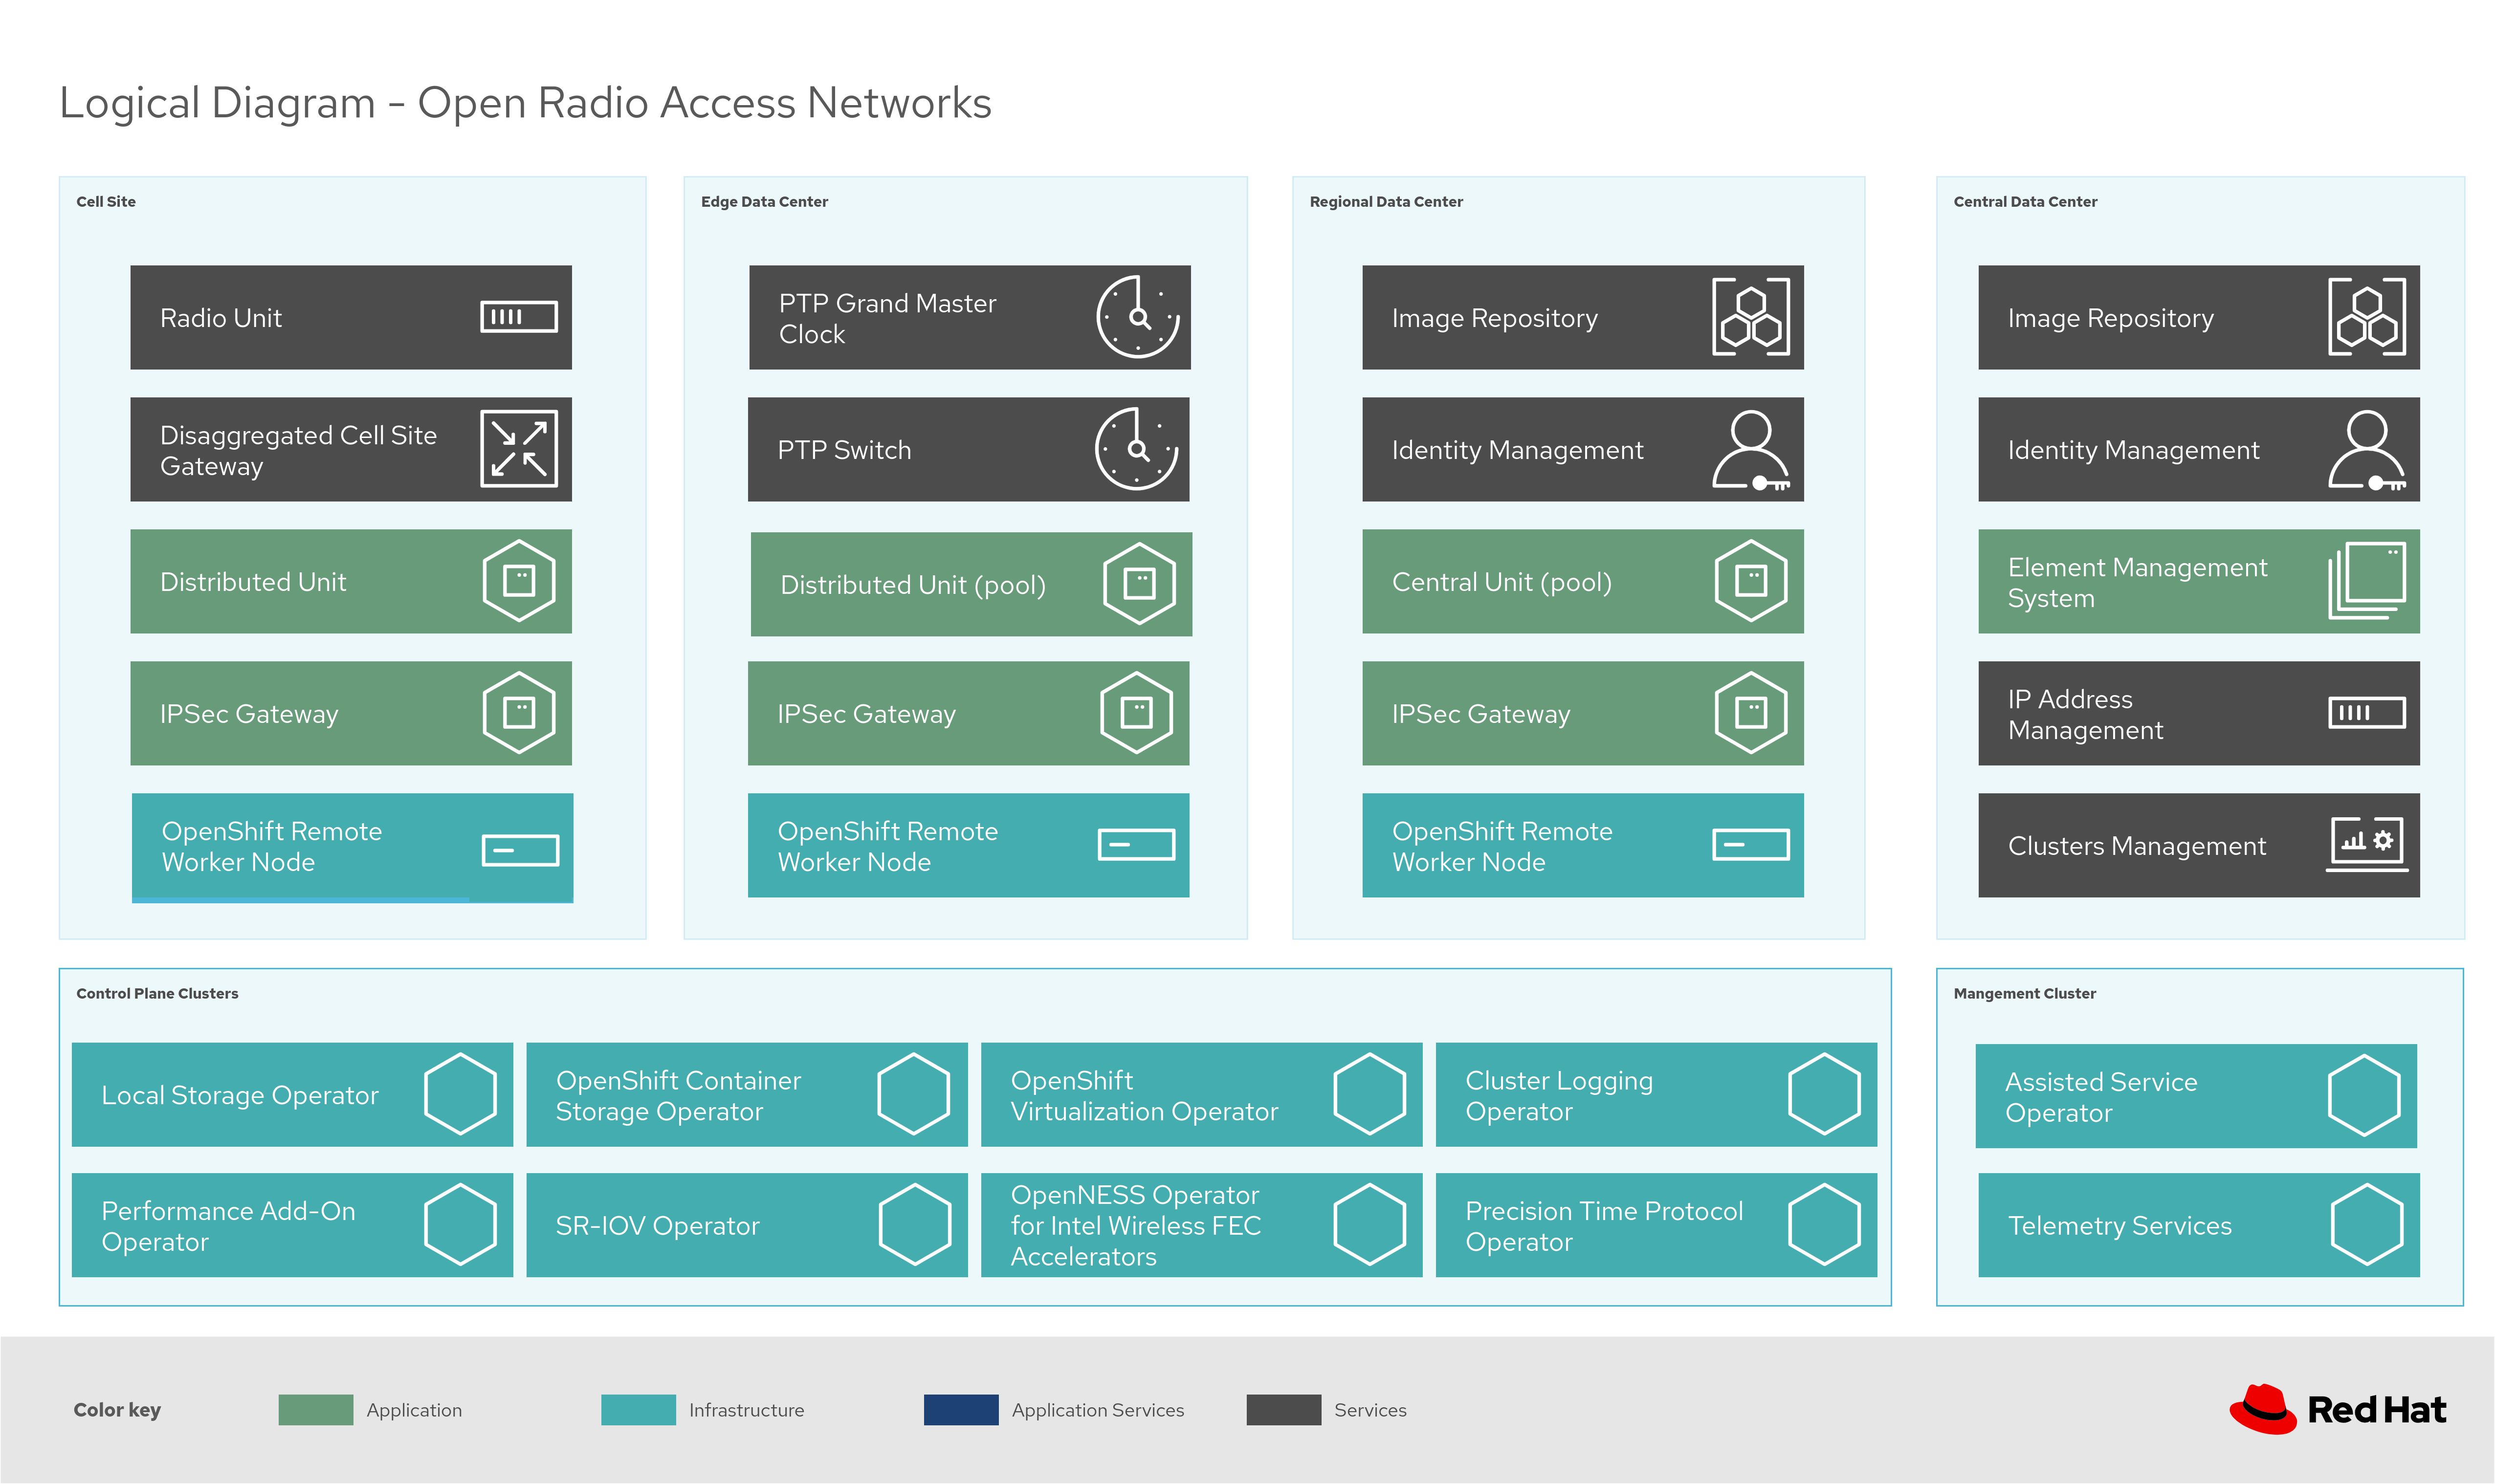 Logical Diagram - Open Radio Access Networks
Cell Site
Radio Unit
Disaggregated Cell Site
Gateway
Distributed Unit
IPSec Gateway
OpenShift Remote
Worker Node
Edge Data Center
PTP Grand Master
Clock
PTP Switch
Distributed Unit (pool)
IPSec Gateway
OpenShift Remote
Worker Node
Regional Data Center
Image Repository
Identity Management
Central Unit (pool)
IPSec Gateway
OpenShift Remote
Worker Node
Central Data Center
Image Repository
Identity Management
Element Management
System
IP Address
Management
Clusters Management
Control Plane Clusters
Local Storage Operator
OpenShift Container
Storage Operator
OpenShift
Virtualization Operator
Cluster Logging
Operator
Performance Add-On
Operator
SR-IOV Operator
OpenNESS Operator
for Intel Wireless FEC
Accelerators
Precision Time Protocol
Operator
Mangement Cluster
Assisted Service
Operator
Telemetry Services
Color key
Application
Infrastructure
Application Services
Services
Red Hat